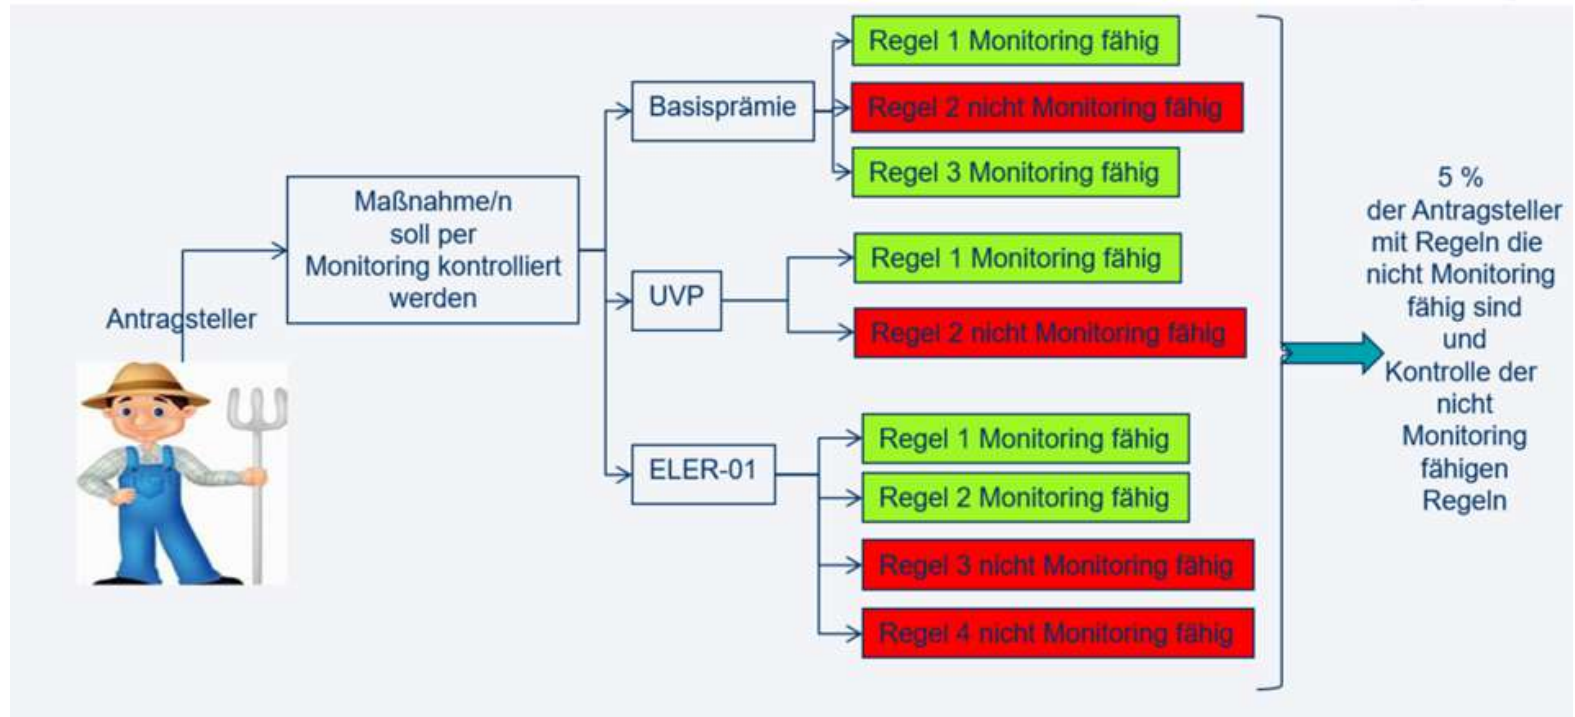 Antragsteller
Maßnahme/n
soll per
Monitoring kontrolliert
werden
Basisprämie
Regel 1 Monitoring fähig
Regel 2 nicht Monitoring fähig
Regel 3 Monitoring fähig
UVP
Regel 1 Monitoring fähig
Regel 2 nicht Monitoring fähig
ELER-01
Regel 1 Monitoring fähig
Regel 2 Monitoring fähig
Regel 3 nicht Monitoring fähig
Regel 4 nicht Monitoring fähig
5 %
der Antragsteller
mit Regeln die
nicht Monitoring
fähig sind
und
Kontrolle der
nicht
Monitoring
fähigen
Regeln